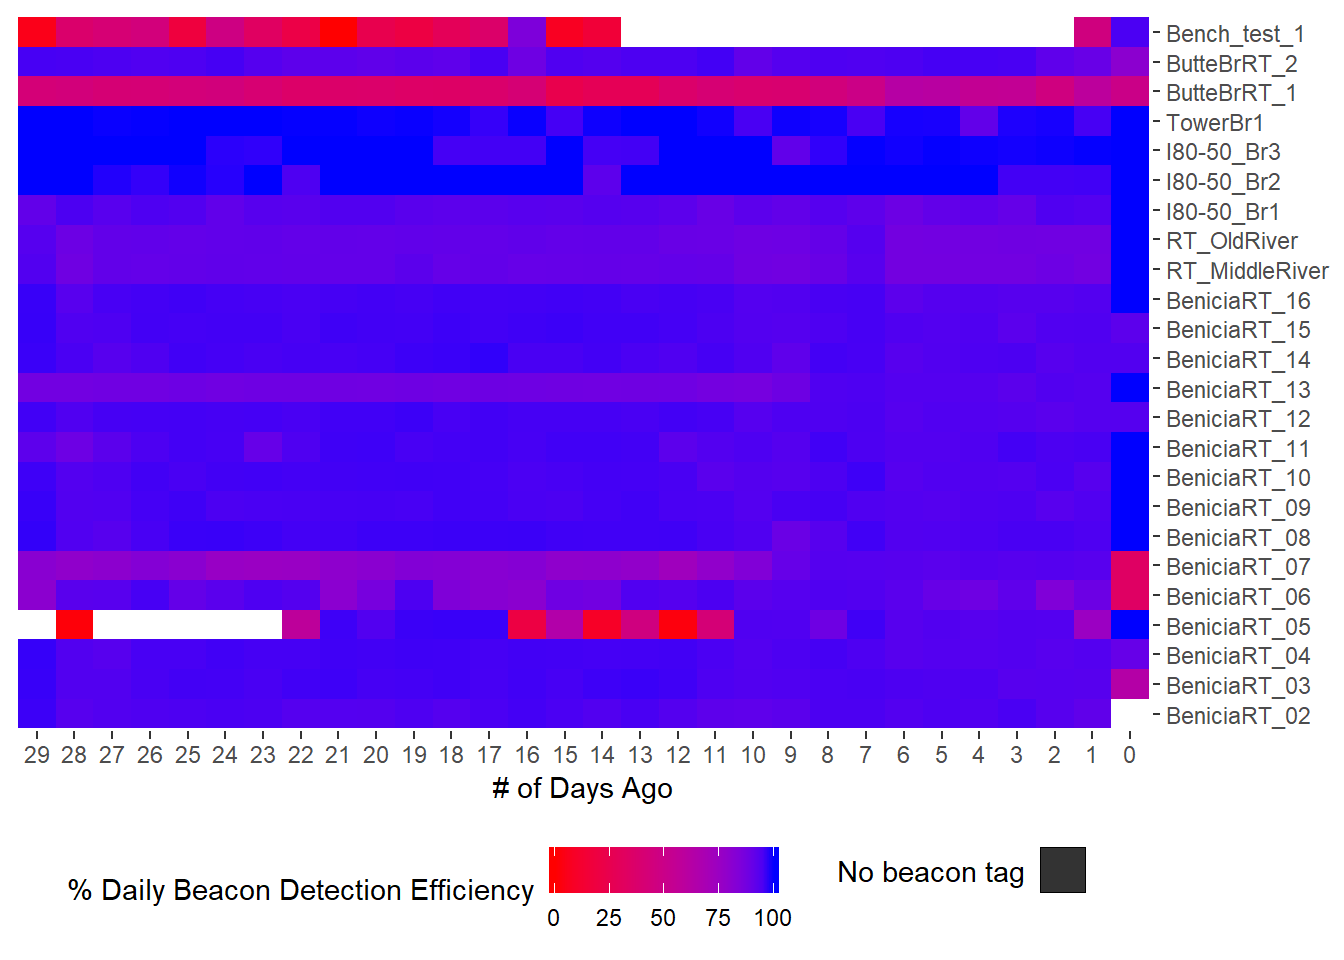 Bench_test_1
ButteBrRT_2
ButteBrRT_1
TowerBr1
I80-50_Br3
I80-50_Br2
I80-50_Br1
RT_OldRiver
RT_MiddleRiver
BeniciaRT_16
BeniciaRT_15
BeniciaRT_14
BeniciaRT_13
BeniciaRT_12
BeniciaRT_11
BeniciaRT_10
BeniciaRT_09
BeniciaRT_08
BeniciaRT_07
BeniciaRT_06
BeniciaRT_05
BeniciaRT_04
BeniciaRT_03
BeniciaRT_02
29 28 27 26 25 24 23 22 21 20 19 18 17 16 15 14 13 12 11 10 9 8 7 6 5 4 3 2 1 0
# of Days Ago
% Daily Beacon Detection Efficiency
0 25 50 75 100
No beacon tag